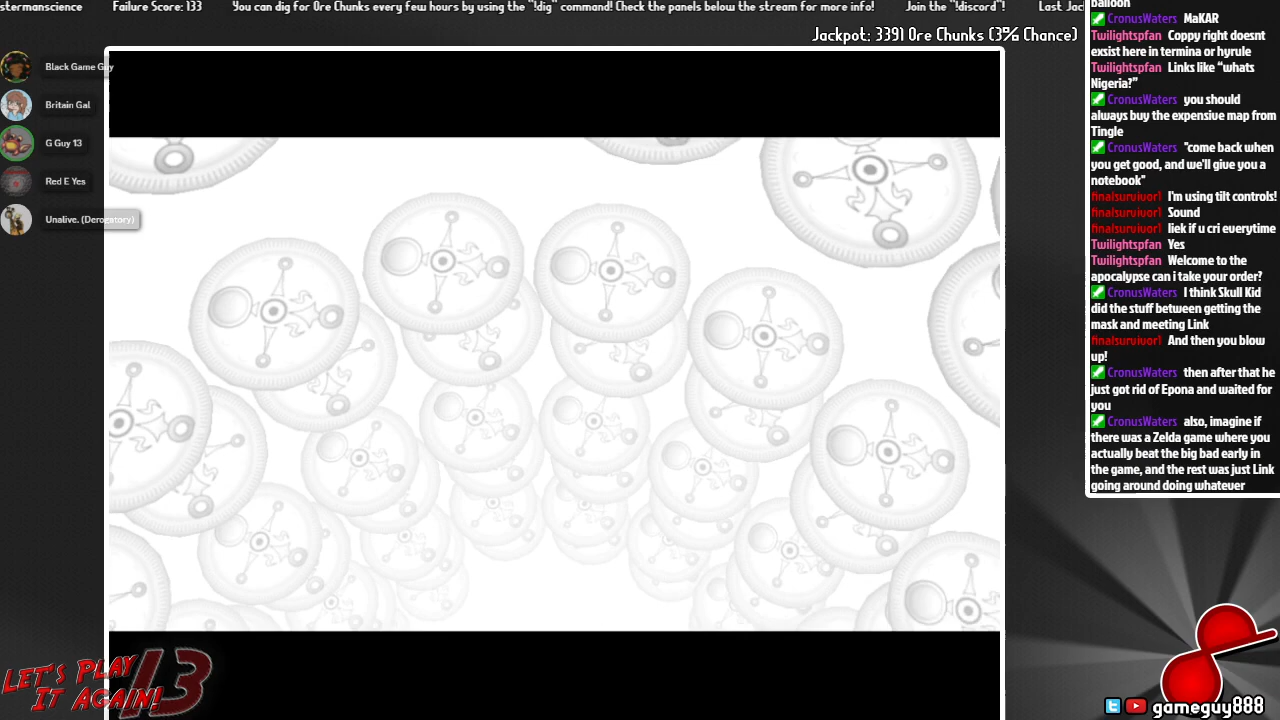 stermanscience Failure Score: 133 You can dig for Ore Chunks every few hours by using the "!dig" command! Check the panels below the stream for more info! Join the "!discord"! Last Jac
Jackpot: 3391 Ore Chunks (3% Chance)
Black Game Guy
Britain Gal
G Guy 13
Red E Yes
Unalive. (Derogatory)
balloon
CronusWaters MaKAR
Twilightspfan Coppy right doesnt
exsist here in termina or hyrule
Twilightspfan Links like “whats
Nigeria?”
CronusWaters you should
always buy the expensive map from
Tingle
CronusWaters "come back when
you get good, and we'll give you a
notebook"
finalsurvivor1 I'm using tilt controls!
finalsurvivor1 Sound
finalsurvivor1 liek if u cri everytime
Twilightspfan Yes
Twilightspfan Welcome to the
apocalypse can i take your order?
CronusWaters I think Skull Kid
did the stuff between getting the
mask and meeting Link
finalsurvivor1 And then you blow
up!
CronusWaters then after that he
just got rid of Epona and waited for
you
CronusWaters also, imagine if
there was a Zelda game where you
actually beat the big bad early in
the game, and the rest was just Link
going around doing whatever
LET'S PLAY
IT AGAIN! 13
gameguy888